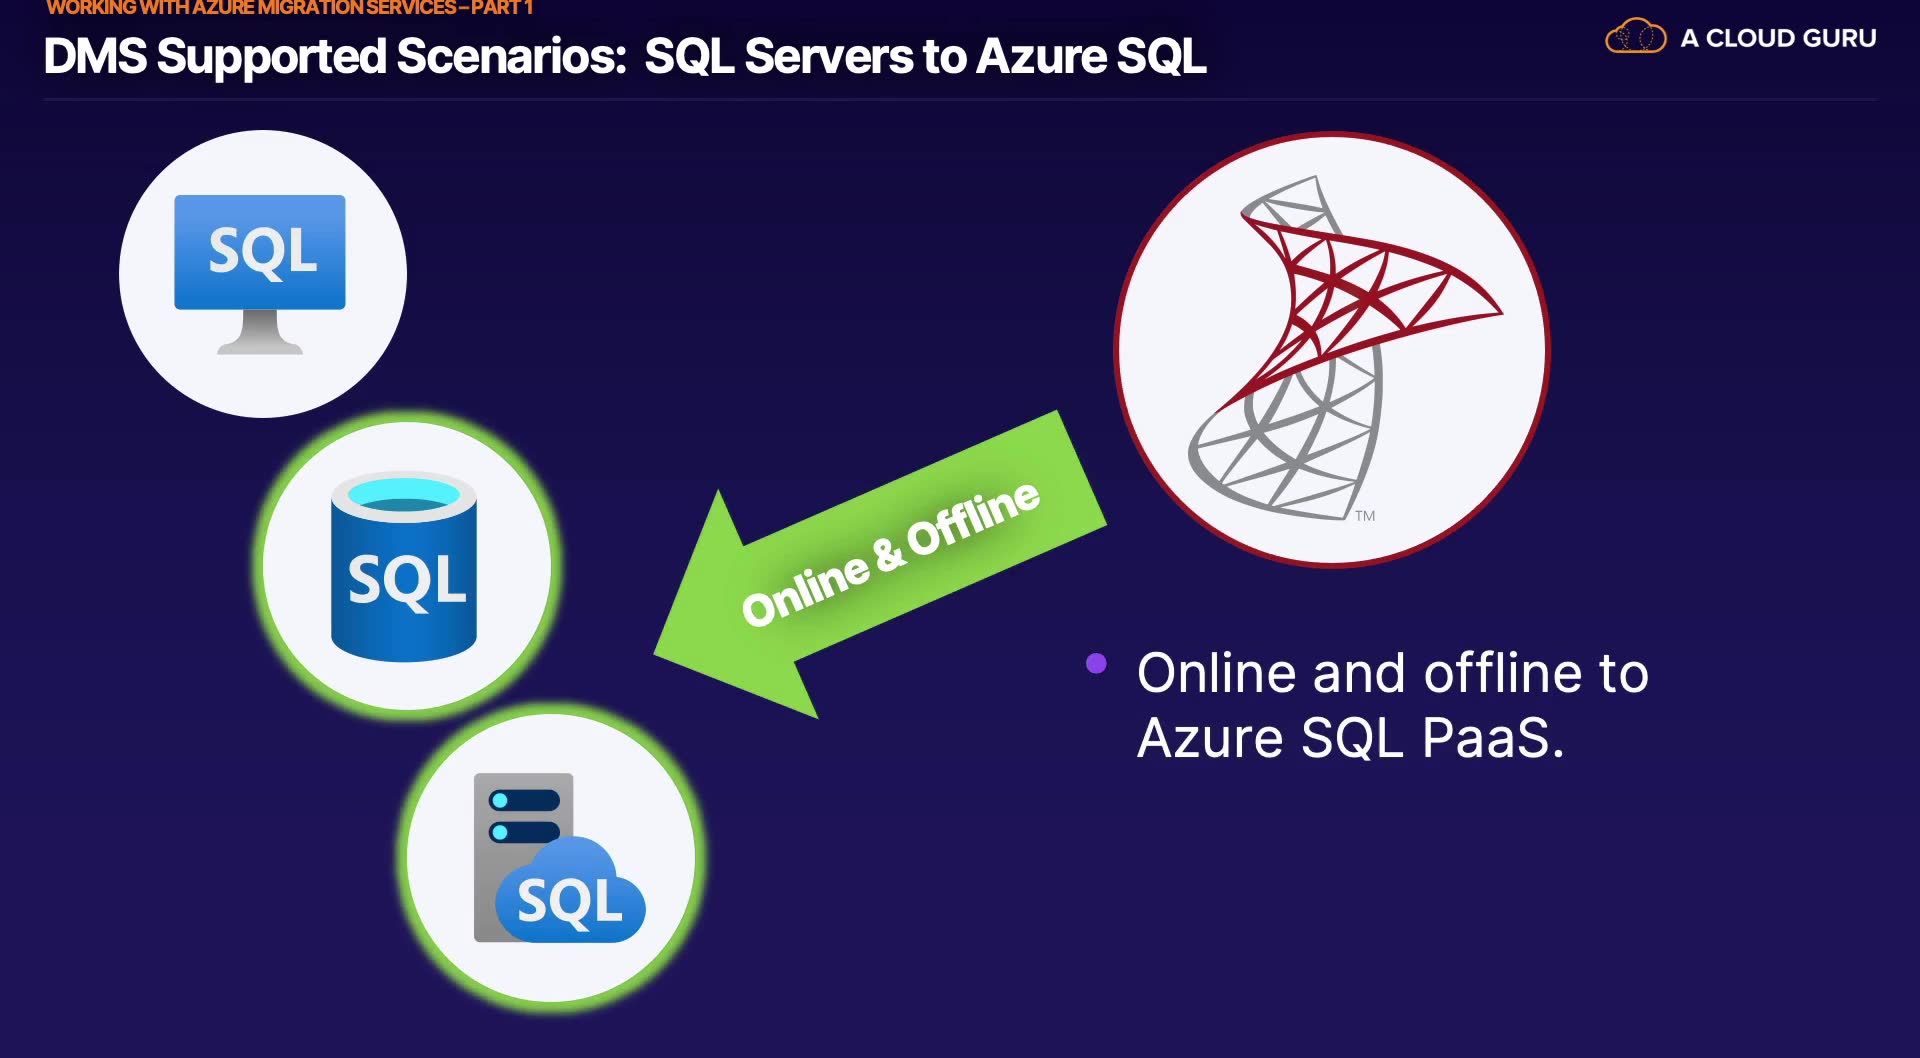 WORKING WITH AZURE MIGRATION SERVICES – PART 1
DMS Supported Scenarios: SQL Servers to Azure SQL
A CLOUD GURU
SQL
SQL
SQL
Online & Offline
TM
Online and offline to
Azure SQL PaaS.